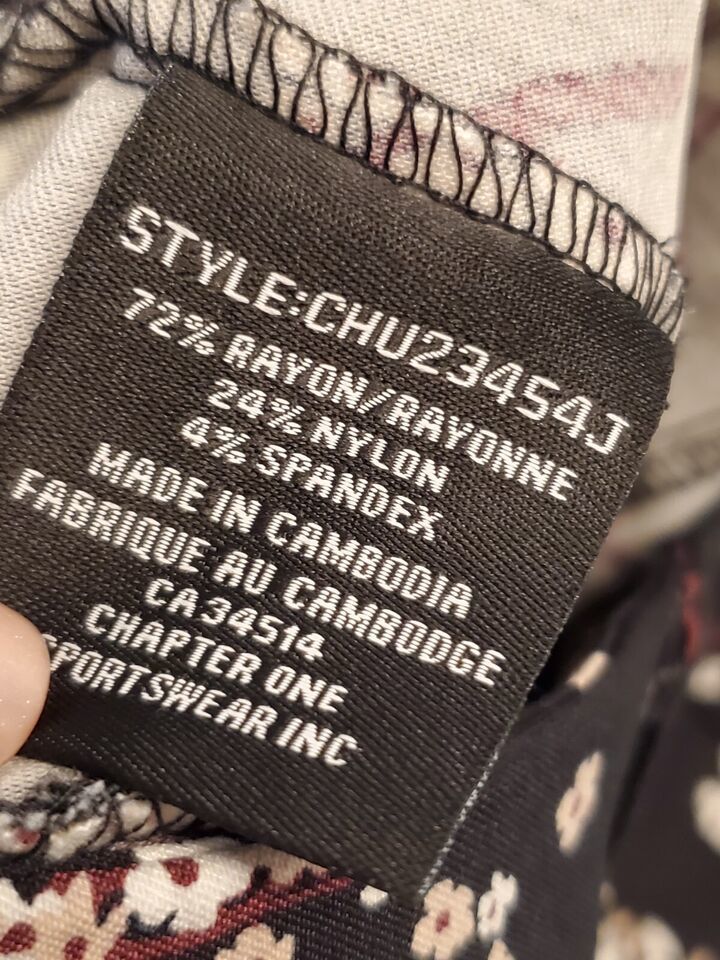 STYLE:CHU23454J
72% RAYON/RAYONNE
24% NYLON
4% SPANDEX
MADE IN CAMBODIA
FABRIQUE AU CAMBODGE
CA34514
CHAPTER ONE
SPORTSWEAR INC